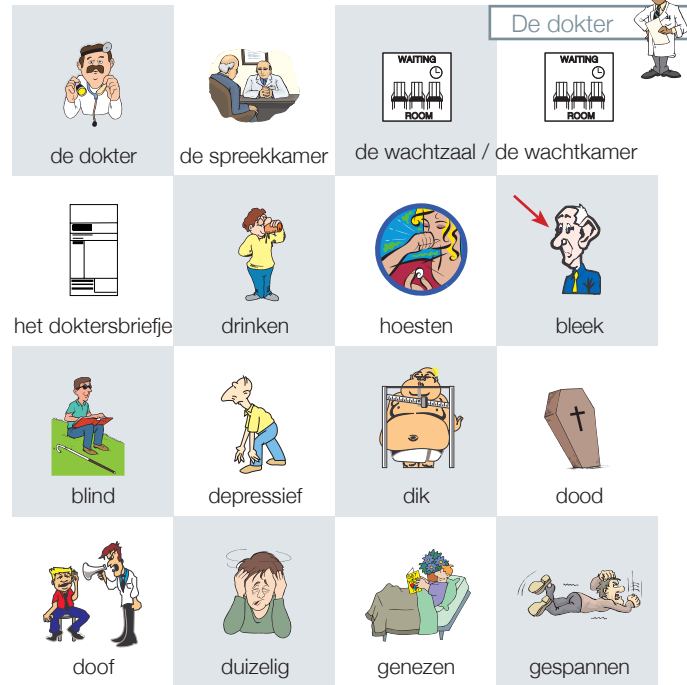 De dokter
WAITING
ROOM
WAITING
ROOM
de dokter
de spreekkamer
de wachtzaal / de wachtkamer
het doktersbriefje
drinken
hoesten
bleek
blind
depressief
dik
dood
doof
duizelig
genezen
gespannen